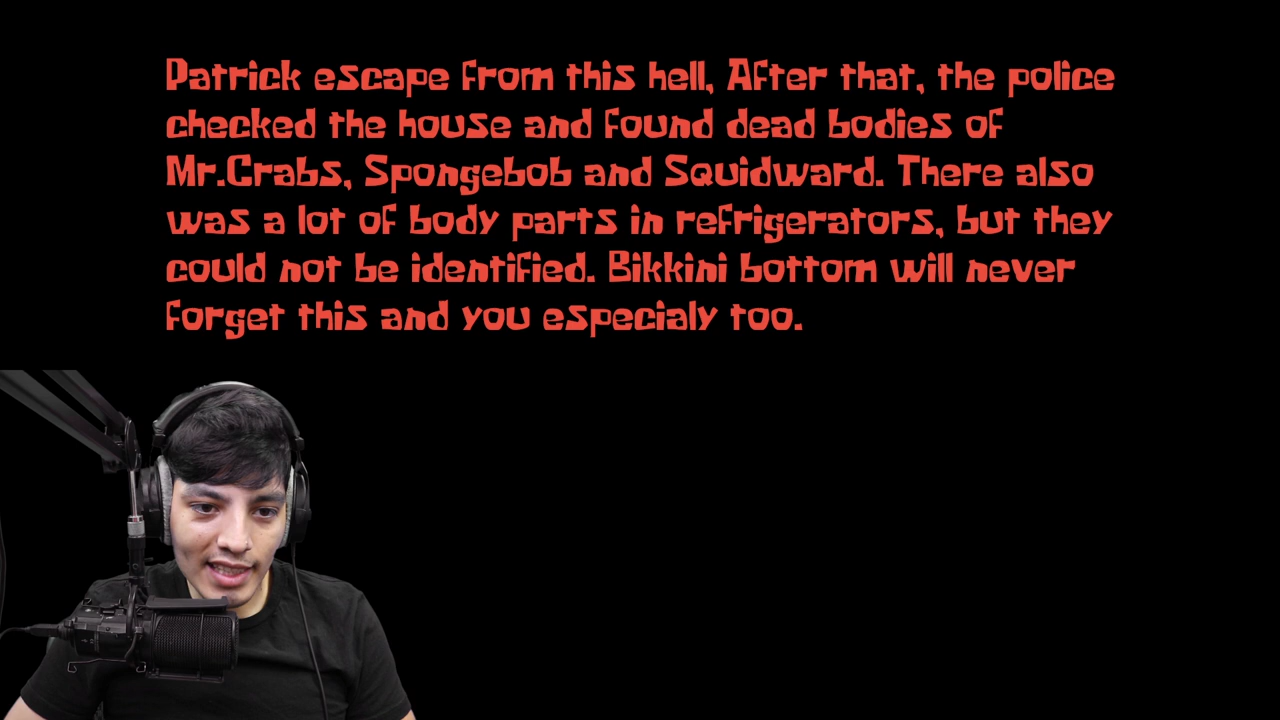 Patrick escape from this hell, After that, the police
checked the house and found dead bodies of
Mr.Crabs, Spongebob and Squidward. There also
was a lot of body parts in refrigerators, but they
could not be identified. Bikkini bottom will never
forget this and you especialy too.